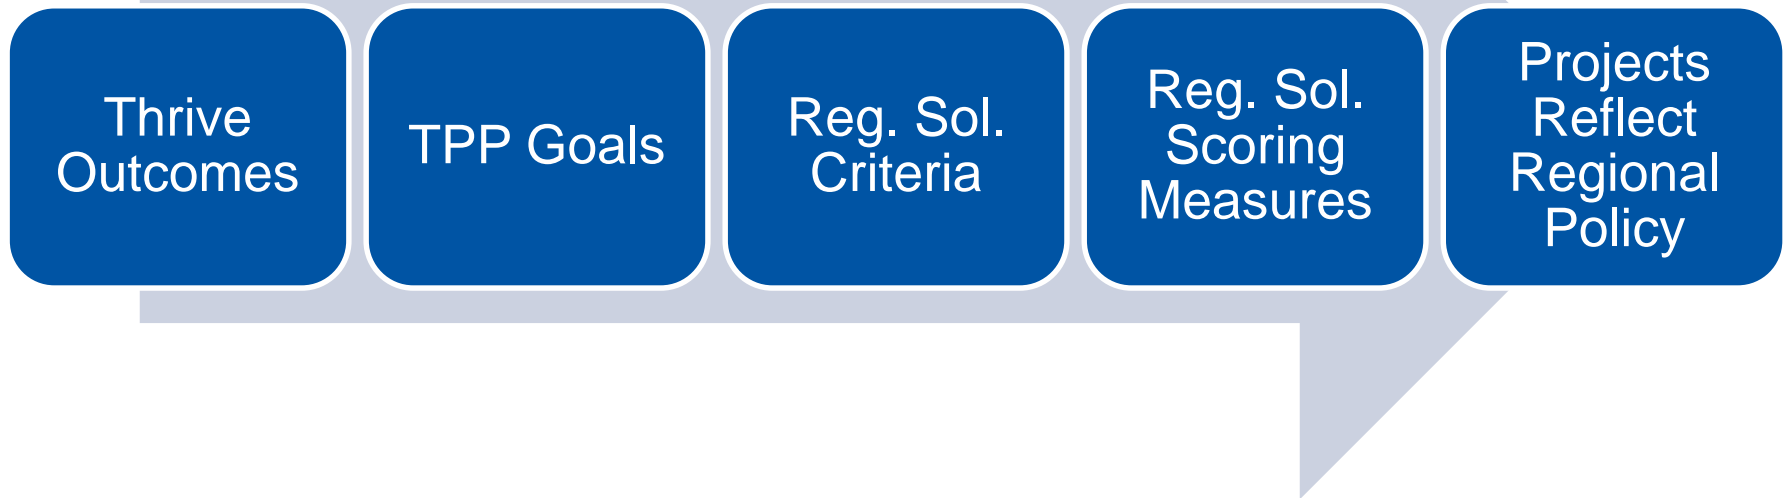 Thrive
Outcomes
TPP Goals
Reg. Sol.
Criteria
Reg. Sol.
Scoring
Measures
Projects
Reflect
Regional
Policy